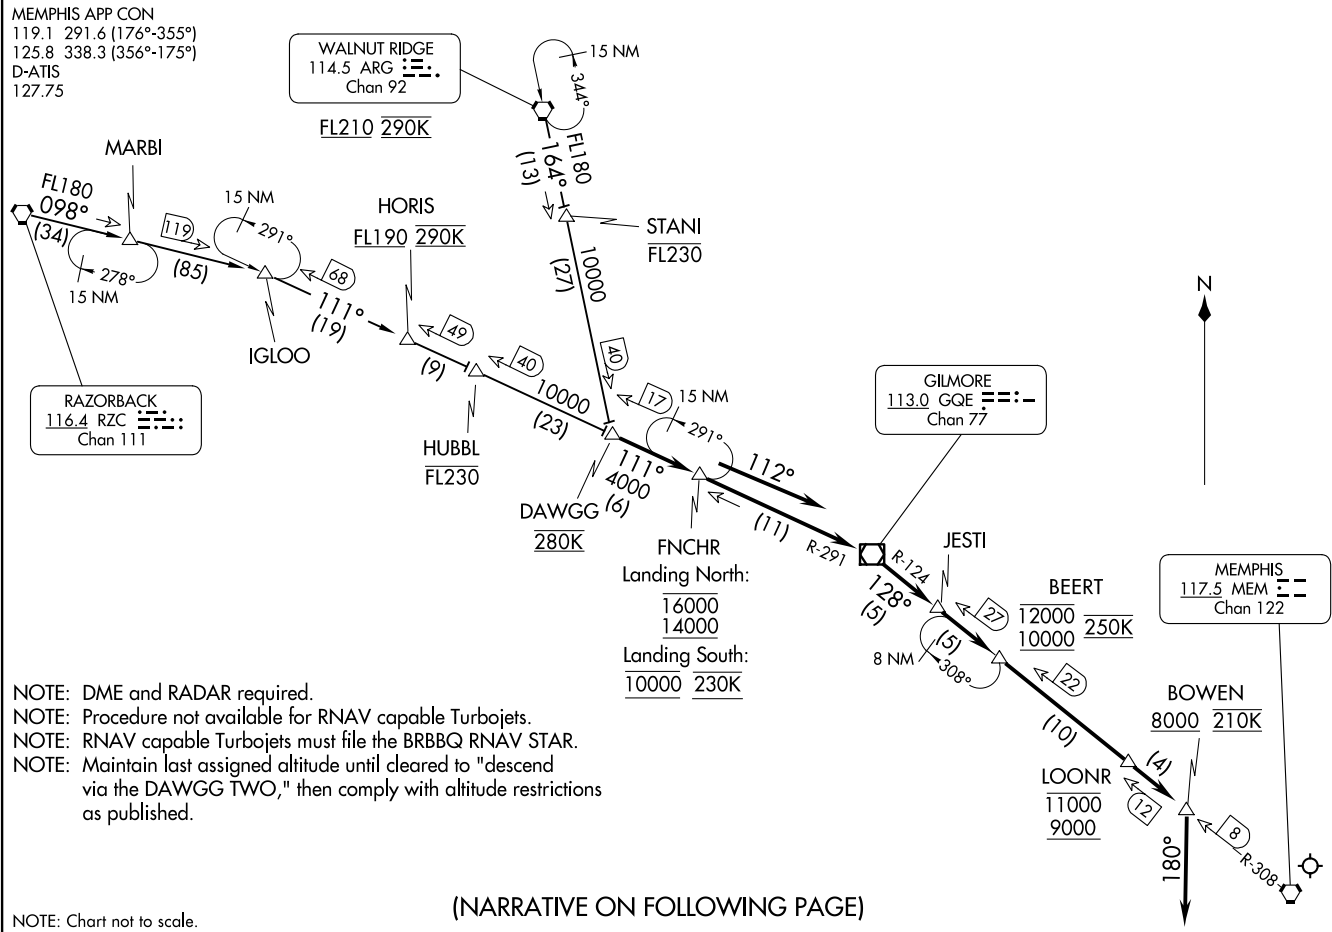 MEMPHIS APP CON
119.1 291.6 (176°-355°)
125.8 338.3 (356°-175°)
D-ATIS
127.75
WALNUT RIDGE
114.5 ARG
Chan 92
FL210 290K
15 NM
344°
FL180
164°
(13)
STANI
FL230
10000
(27)
40
MARBI
FL180
098°
(34)
278°
15 NM
119
(85)
15 NM
291°
68
IGLOO
111°
(19)
HORIS
FL190 290K
49
(9)
40
HUBBL
FL230
10000
(23)
RAZORBACK
116.4 RZC
Chan 111
17
15 NM
291°
DAWGG
280K
111°
4000
(6)
112°
(11)
R-291
FNCHR
Landing North:
16000
14000
Landing South:
10000 230K
GILMORE
113.0 GQE
Chan 77
R-124
128°
(5)
JESTI
27
(5)
8 NM
308°
BEERT
12000
10000
250K
22
(10)
LOONR
11000
9000
12
(4)
BOWEN
8000 210K
180°
8
R-308
MEMPHIS
117.5 MEM
Chan 122
N
NOTE: DME and RADAR required.
NOTE: Procedure not available for RNAV capable Turbojets.
NOTE: RNAV capable Turbojets must file the BRBBQ RNAV STAR.
NOTE: Maintain last assigned altitude until cleared to "descend
via the DAWGG TWO," then comply with altitude restrictions
as published.
(NARRATIVE ON FOLLOWING PAGE)
NOTE: Chart not to scale.